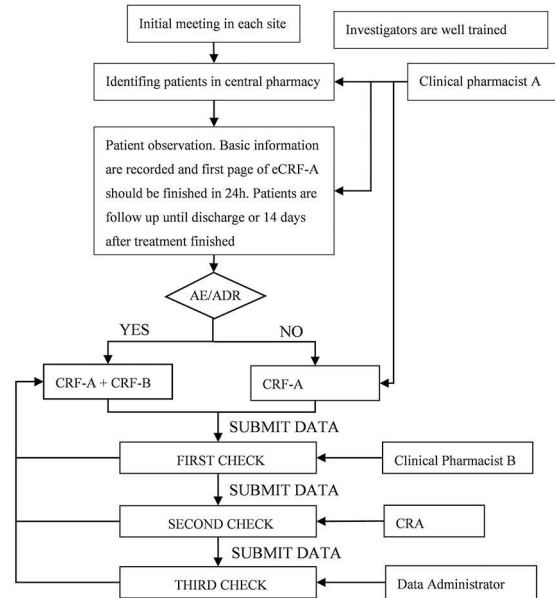 Initial meeting in each site
Investigators are well trained
Identifing patients in central pharmacy
Clinical pharmacist A
Patient observation. Basic information
are recorded and first page of eCRF-A
should be finished in 24h. Patients are
follow up until discharge or 14 days
after treatment finished
AE/ADR
YES
NO
CRF-A + CRF-B
CRF-A
SUBMIT DATA
FIRST CHECK
Clinical Pharmacist B
SUBMIT DATA
SECOND CHECK
CRA
SUBMIT DATA
THIRD CHECK
Data Administrator